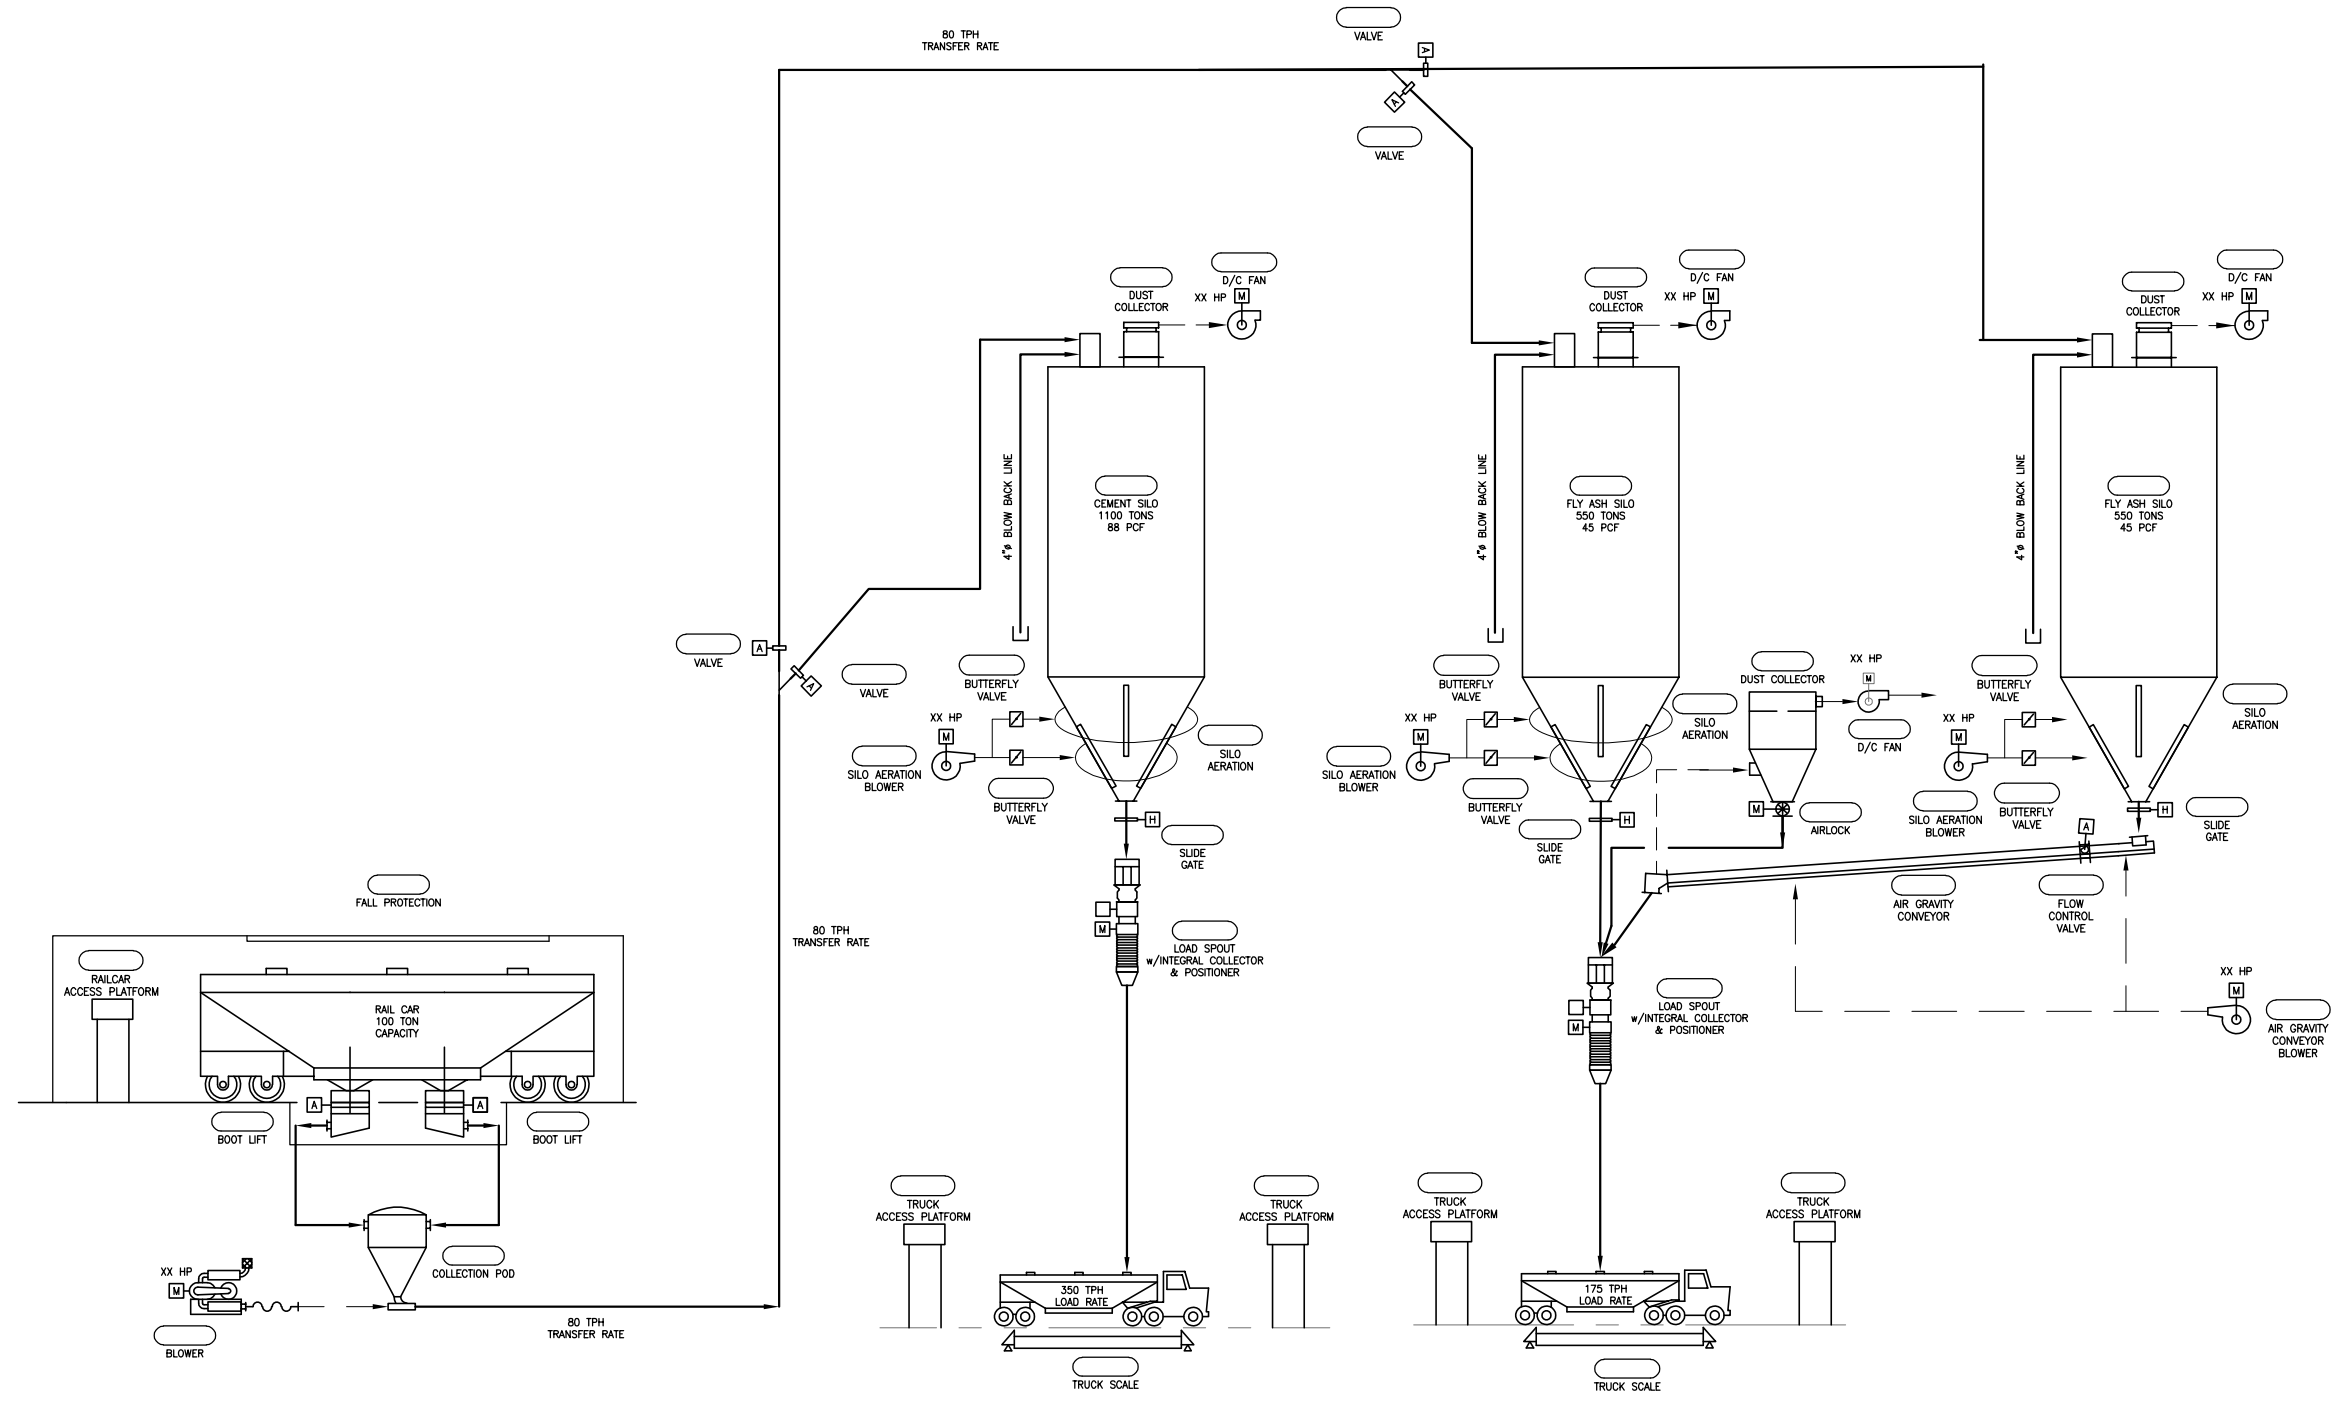 80 TPH
TRANSFER RATE
VALVE
A
A
VALVE
D/C FAN
XX HP
M
DUST
COLLECTOR
D/C FAN
XX HP
M
DUST
COLLECTOR
D/C FAN
XX HP
M
DUST
COLLECTOR
4"ø BLOW BACK LINE
CEMENT SILO
1100 TONS
88 PCF
4"ø BLOW BACK LINE
FLY ASH SILO
550 TONS
45 PCF
4"ø BLOW BACK LINE
FLY ASH SILO
550 TONS
45 PCF
VALVE
A
A
VALVE
BUTTERFLY
VALVE
XX HP
M
SILO AERATION
BLOWER
BUTTERFLY
VALVE
SILO
AERATION
H
SLIDE
GATE
BUTTERFLY
VALVE
XX HP
M
SILO AERATION
BLOWER
BUTTERFLY
VALVE
SILO
AERATION
H
SLIDE
GATE
DUST COLLECTOR
XX HP
M
D/C FAN
M
AIRLOCK
BUTTERFLY
VALVE
XX HP
M
SILO AERATION
BLOWER
BUTTERFLY
VALVE
SILO
AERATION
H
SLIDE
GATE
A
AIR GRAVITY
CONVEYOR
FLOW
CONTROL
VALVE
XX HP
M
AIR GRAVITY
CONVEYOR
BLOWER
M
LOAD SPOUT
w/INTEGRAL COLLECTOR
& POSITIONER
M
LOAD SPOUT
w/INTEGRAL COLLECTOR
& POSITIONER
80 TPH
TRANSFER RATE
FALL PROTECTION
RAILCAR
ACCESS PLATFORM
RAIL CAR
100 TON
CAPACITY
A
A
BOOT LIFT
BOOT LIFT
COLLECTION POD
XX HP
M
BLOWER
80 TPH
TRANSFER RATE
TRUCK
ACCESS PLATFORM
TRUCK
ACCESS PLATFORM
350 TPH
LOAD RATE
TRUCK SCALE
TRUCK
ACCESS PLATFORM
TRUCK
ACCESS PLATFORM
175 TPH
LOAD RATE
TRUCK SCALE